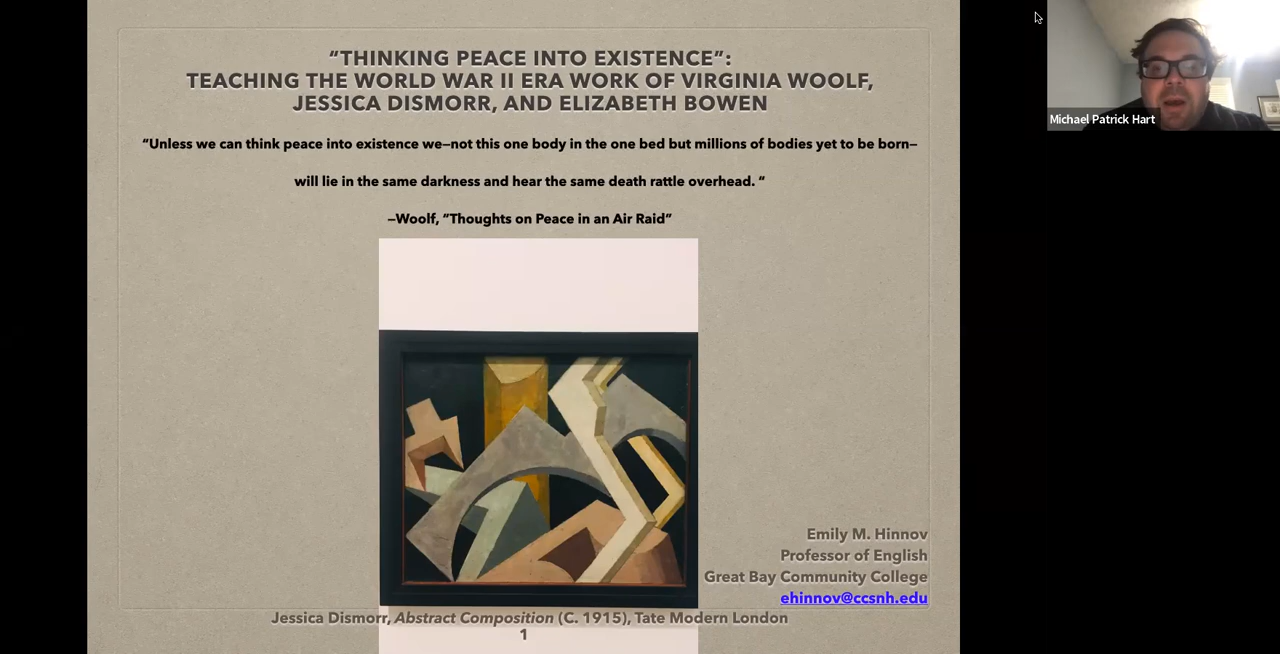 “THINKING PEACE INTO EXISTENCE”:
TEACHING THE WORLD WAR II ERA WORK OF VIRGINIA WOOLF,
JESSICA DISMORR, AND ELIZABETH BOWEN
“Unless we can think peace into existence we—not this one body in the one bed but millions of bodies yet to be born—
will lie in the same darkness and hear the same death rattle overhead. “
—Woolf, “Thoughts on Peace in an Air Raid”
Emily M. Hinnov
Professor of English
Great Bay Community College
ehinnov@ccsnh.edu
Jessica Dismorr, Abstract Composition (C. 1915), Tate Modern London
1
Michael Patrick Hart